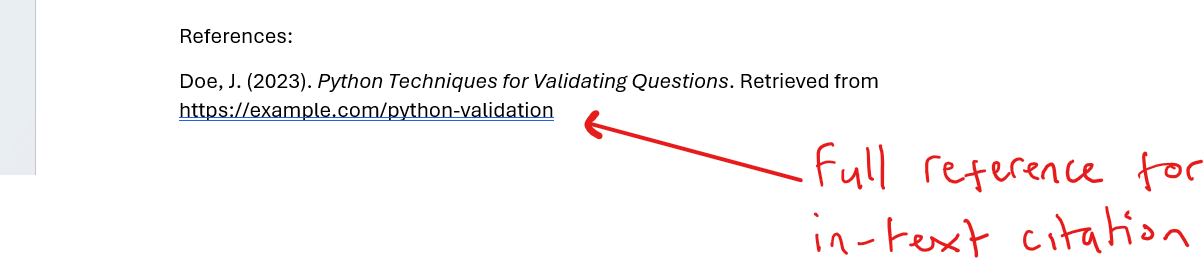 References:
Doe, J. (2023). Python Techniques for Validating Questions. Retrieved from
https://example.com/python-validation
Full reference for
in-text citation